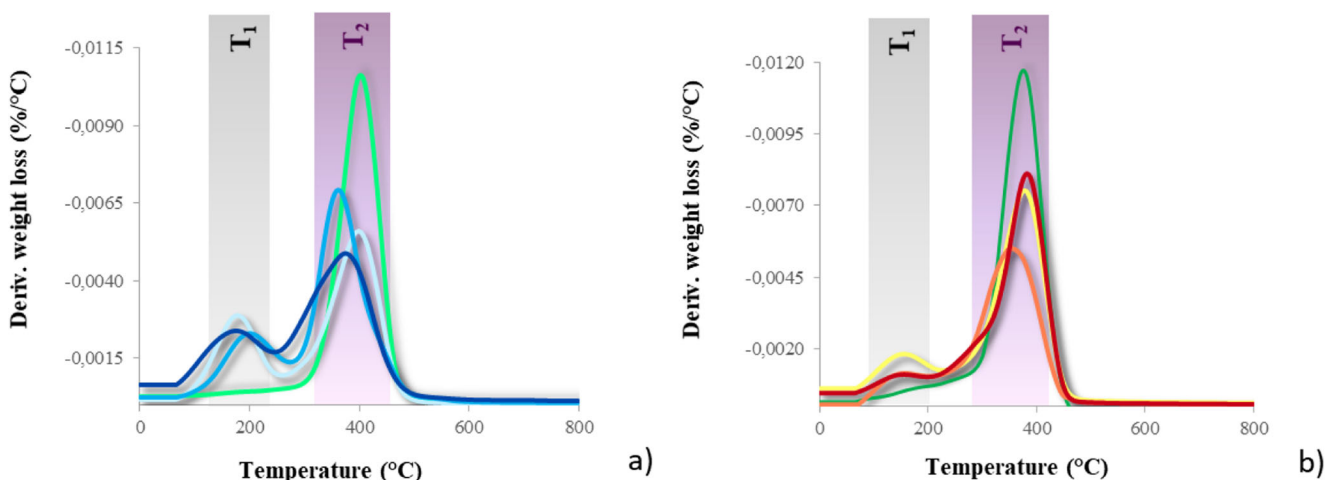 T1
T2
-0,0115
-0,0090
-0,0065
-0,0040
-0,0015
Deriv. weight loss (%/°C)
0
200
400
600
800
Temperature (°C)
a)
T1
T2
-0,0120
-0,0095
-0,0070
-0,0045
-0,0020
Deriv. weight loss (%/°C)
0
200
400
600
800
Temperature (°C)
b)